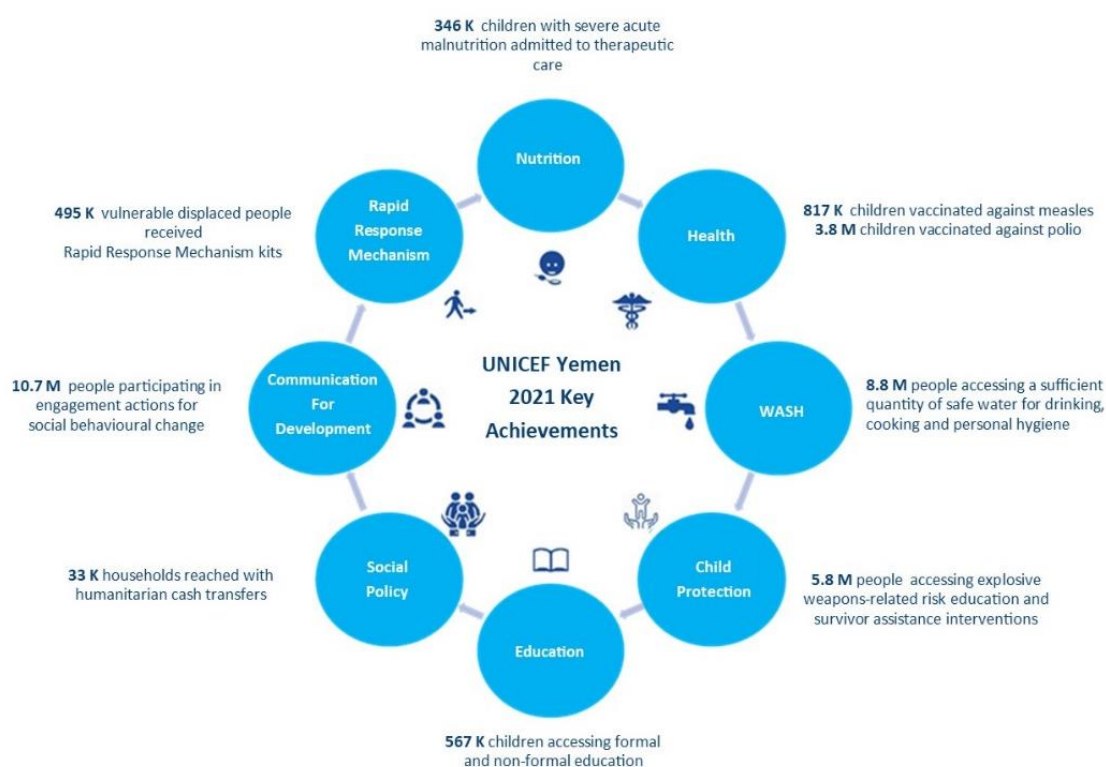 346 K children with severe acute
malnutrition admitted to therapeutic
care
Nutrition
817 K children vaccinated against measles
3.8 M children vaccinated against polio
Health
8.8 M people accessing a sufficient
quantity of safe water for drinking,
cooking and personal hygiene
WASH
5.8 M people accessing explosive
weapons-related risk education and
survivor assistance interventions
Child
Protection
567 K children accessing formal
and non-formal education
Education
33 K households reached with
humanitarian cash transfers
Social
Policy
10.7 M people participating in
engagement actions for
social behavioural change
Communication
For
Development
495 K vulnerable displaced people
received
Rapid Response Mechanism kits
Rapid
Response
Mechanism
UNICEF Yemen
2021 Key
Achievements